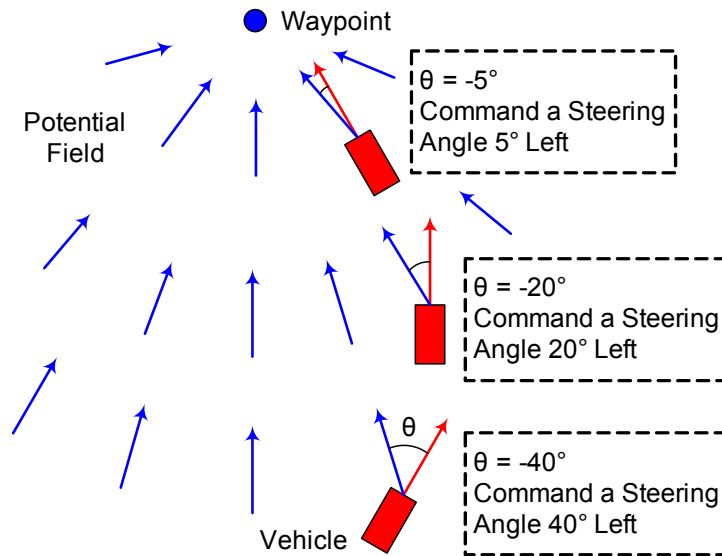 Waypoint
θ = -5°
Command a Steering
Angle 5° Left
Potential
Field
θ = -20°
Command a Steering
Angle 20° Left
θ
θ = -40°
Command a Steering
Angle 40° Left
Vehicle